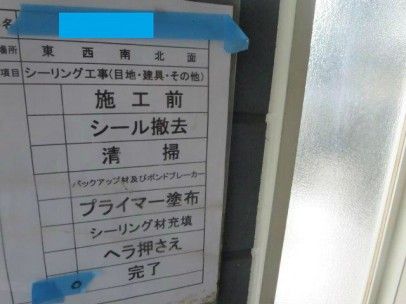 名
場所 東 西 南 北 面
項目 シーリング工事(目地・建具・その他)
施工前
シール撤去
清掃
バックアップ材及びボンドブレーカー
プライマー塗布
シーリング材充填
ヘラ押さえ
完了